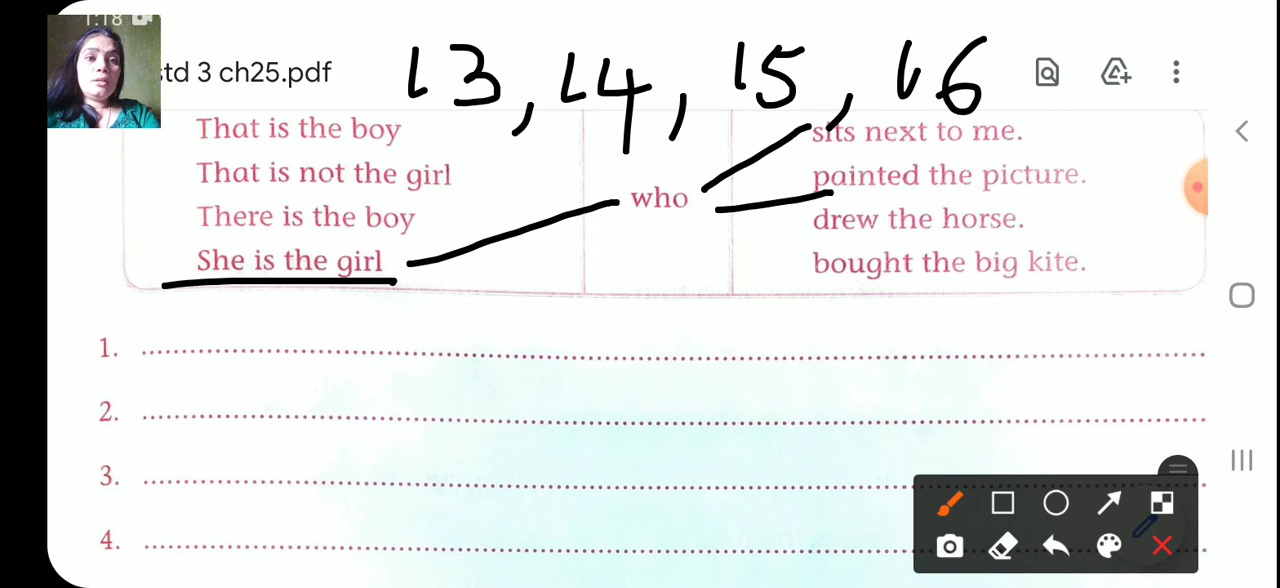 1:18
std 3 ch25.pdf
13, 14, 15, 16
That is the boy
That is not the girl
There is the boy
She is the girl
who
sits next to me.
painted the picture.
drew the horse.
bought the big kite.
1.
2.
3.
4.